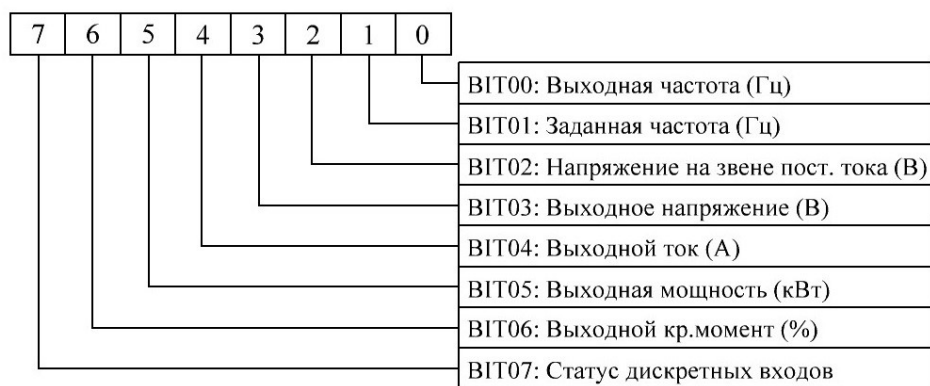 7 6 5 4 3 2 1 0
BIT00: Выходная частота (Гц)
BIT01: Заданная частота (Гц)
BIT02: Напряжение на звене пост. тока (В)
BIT03: Выходное напряжение (В)
BIT04: Выходной ток (А)
BIT05: Выходная мощность (кВт)
BIT06: Выходной кр.момент (%)
BIT07: Статус дискретных входов